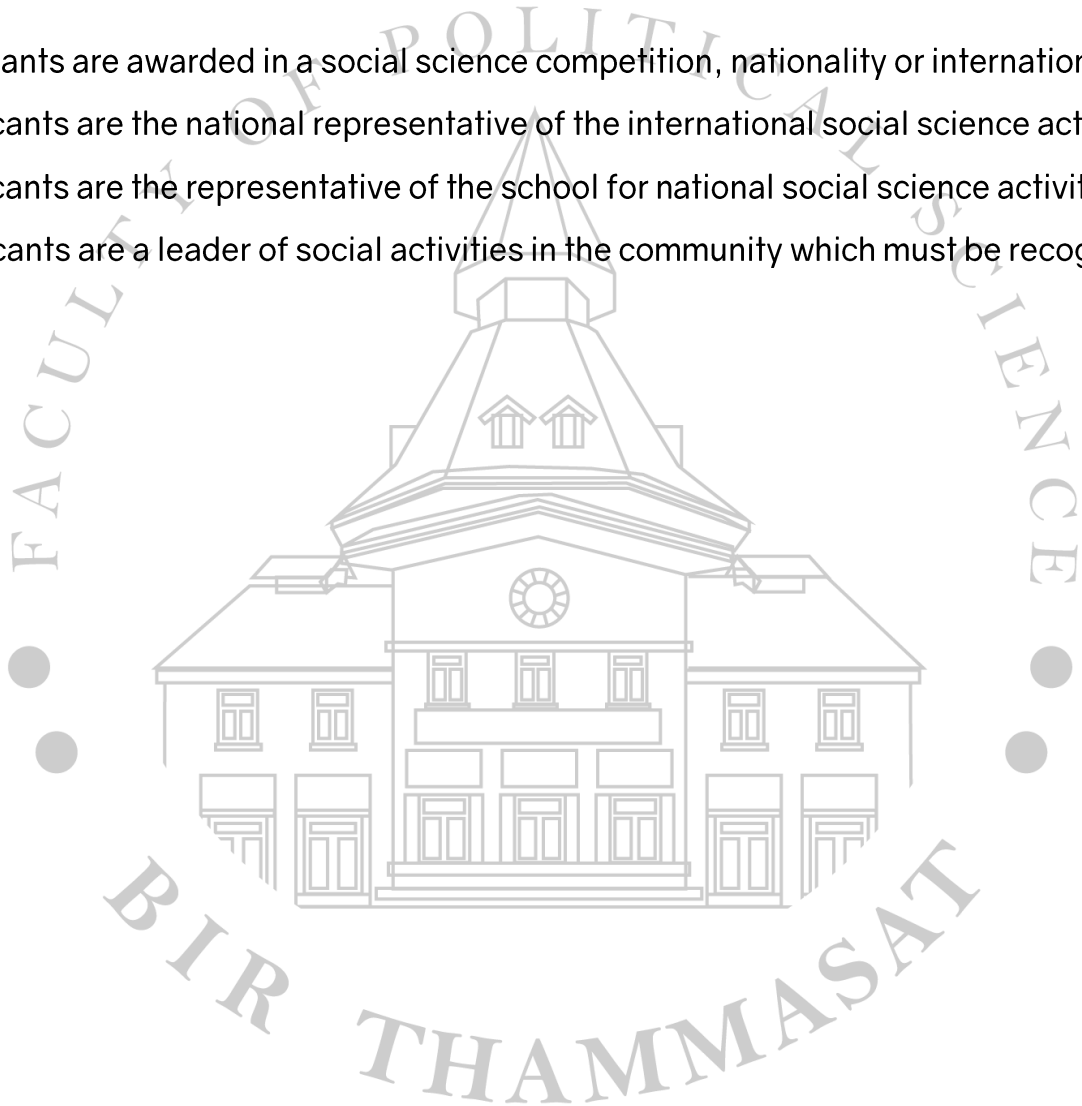 ants are awarded in a social science competition, nationality or internation
cants are the national representative of the international social science act
cants are the representative of the school for national social science activit
cants are a leader of social activities in the community which must be recog
FACULTY OF POLITICAL SCIENCE
BIR THAMMASAT